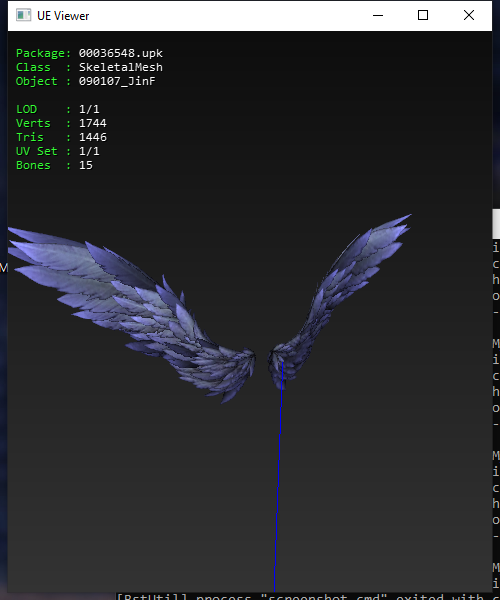 UE Viewer
Package: 00036548.upk
Class : SkeletalMesh
Object : 090107_JinF
LOD : 1/1
Verts : 1744
Tris : 1446
UV Set : 1/1
Bones : 15
M
i
c
h
o
-
M
i
c
h
o
-
M
i
c
h
o
-
M
i
[BstUtil] process "screenshot.cmd" exited with c